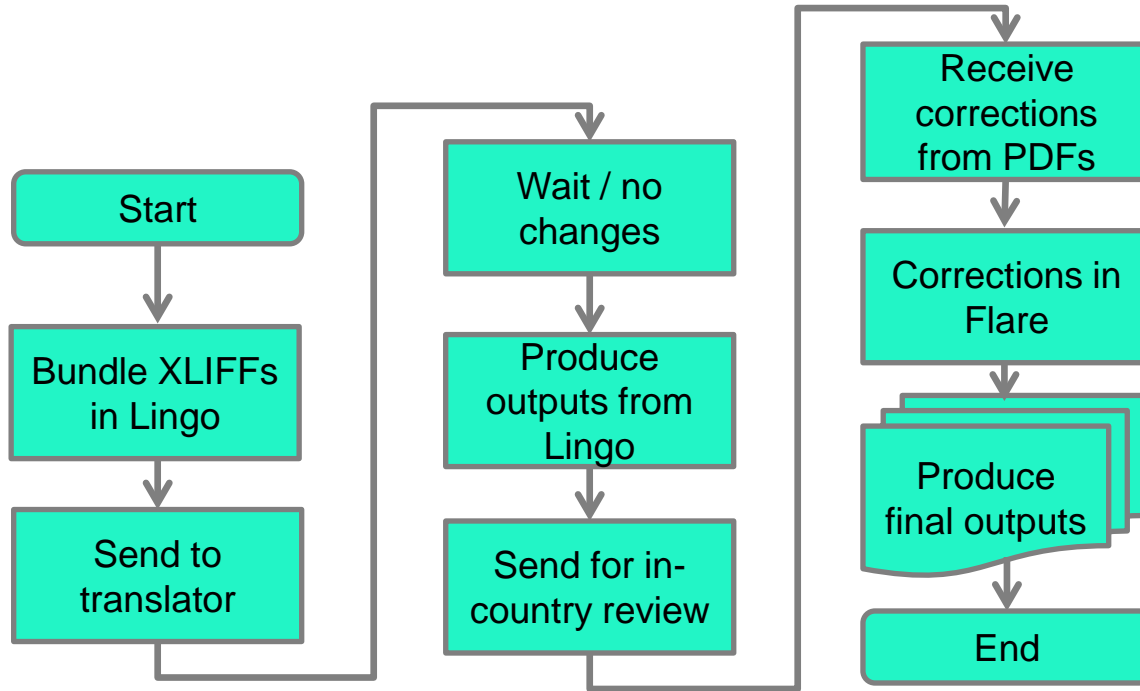 Start
Bundle XLIFFs
in Lingo
Send to
translator
Wait / no
changes
Produce
outputs from
Lingo
Send for in-
country review
Receive
corrections
from PDFs
Corrections in
Flare
Produce
final outputs
End